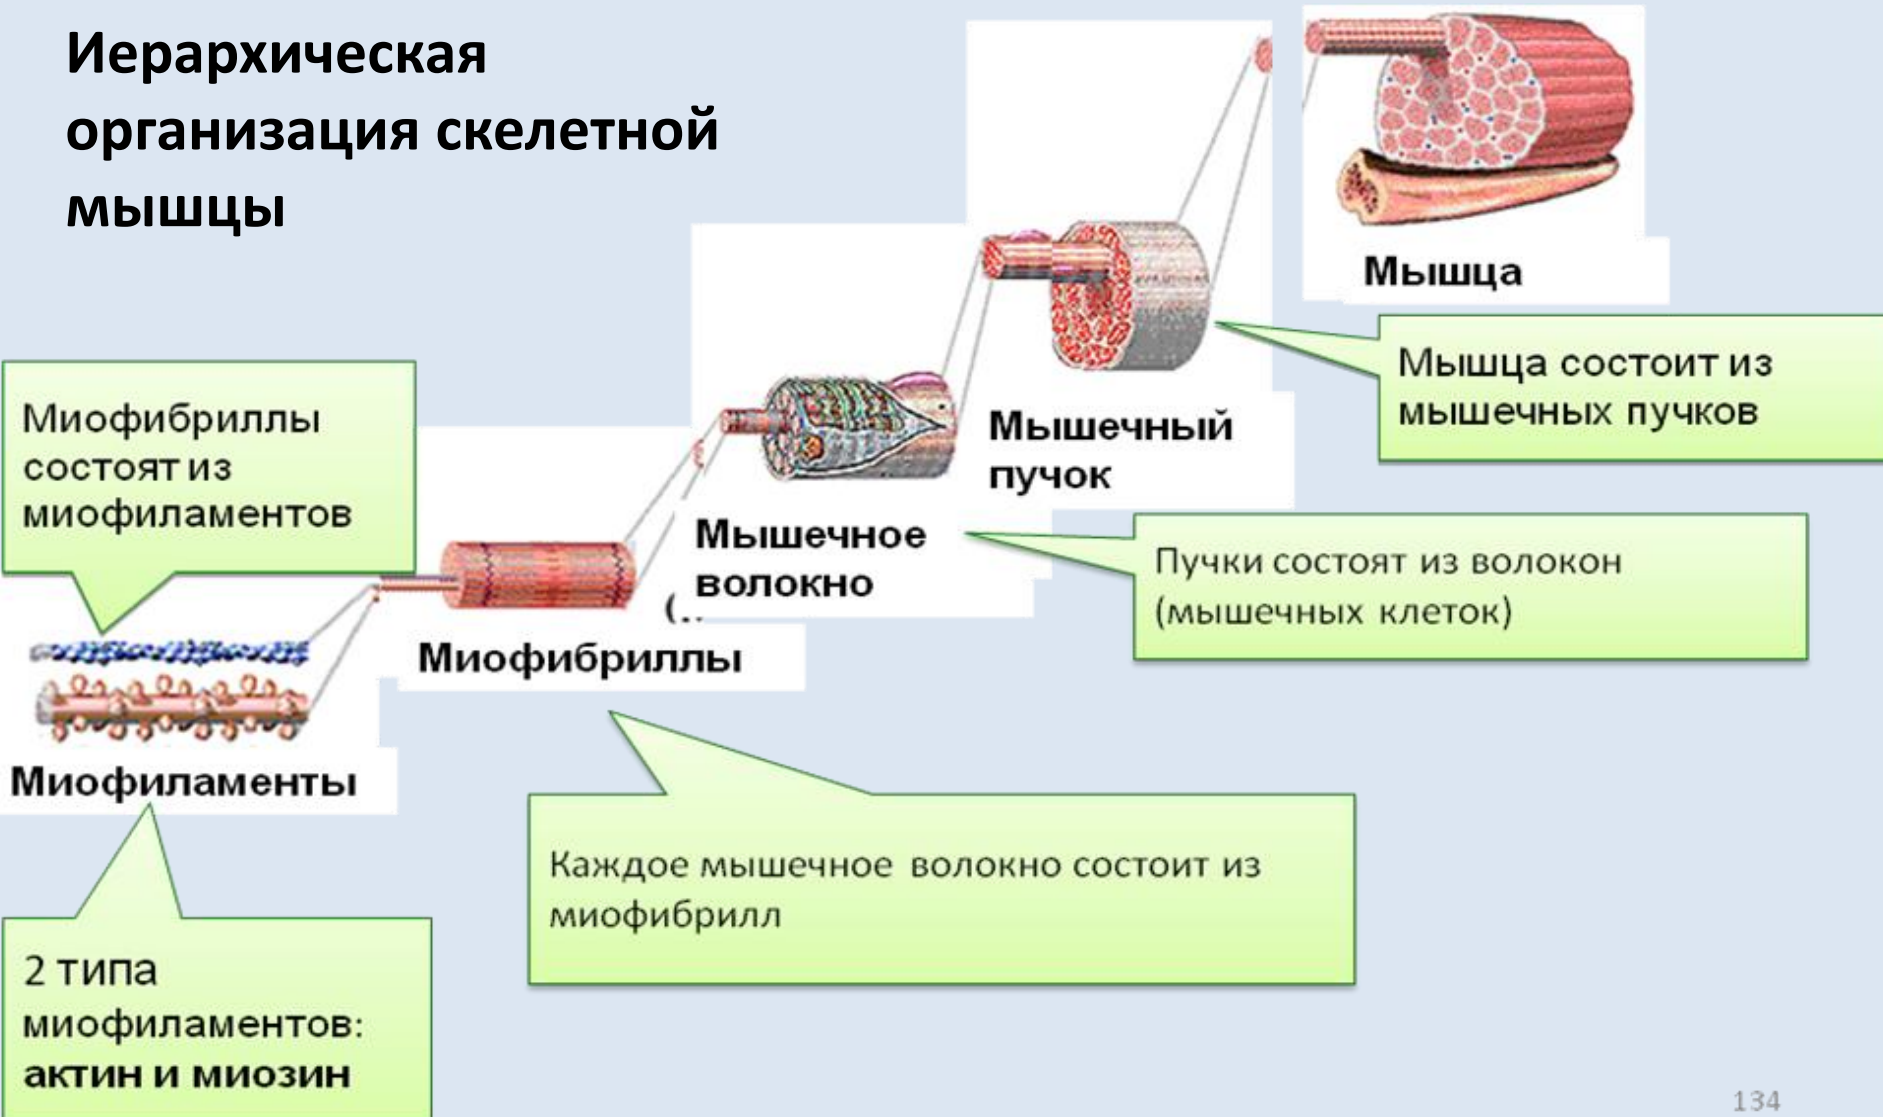 Иерархическая
организация скелетной
мышцы
Мышца
Мышца состоит из
мышечных пучков
Мышечный
пучок
Пучки состоят из волокон
(мышечных клеток)
Мышечное
волокно
Миофибриллы
состоят из
миофиламентов
Миофибриллы
Каждое мышечное волокно состоит из
миофибрилл
Миофиламенты
2 типа
миофиламентов:
актин и миозин
134